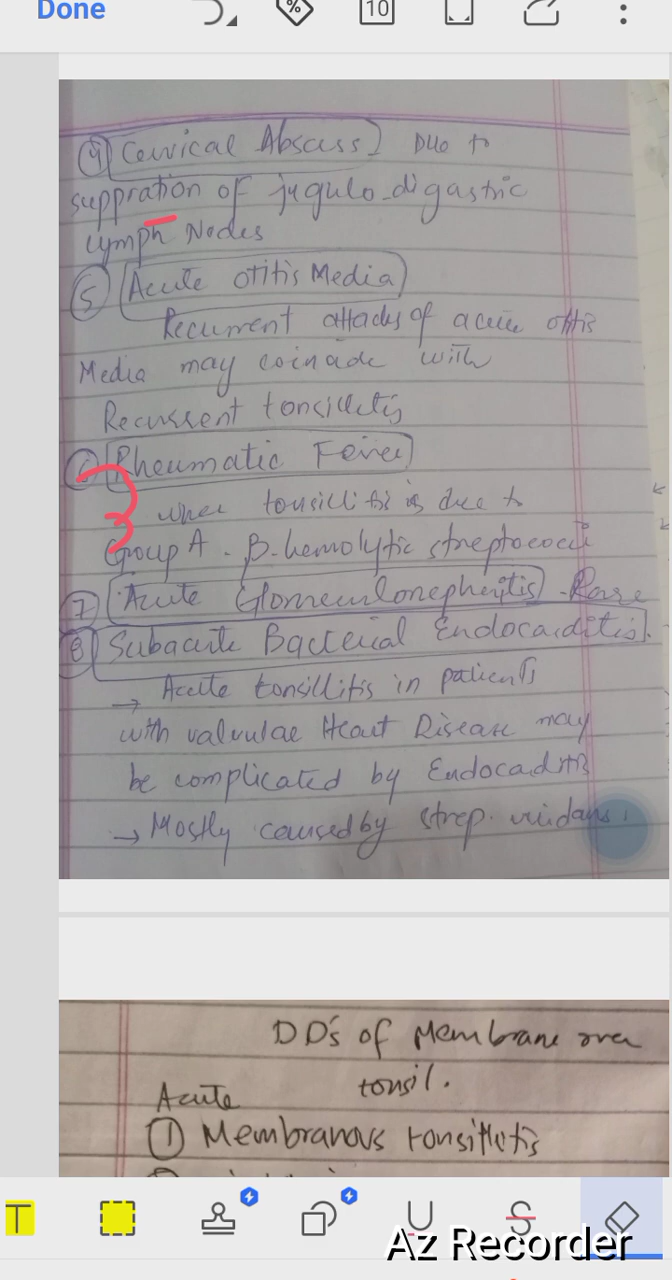 Done
10
④ Cervical Abscess Due to
suppration of jugulo-digastric
lymph Nodes
⑤ Acute otitis Media
Recurrent attacks of acute otitis
Media may coincide with
Recurrent tonsilletis
⑥ Rheumatic Fever
when tonsillitis is due to
Group A - β-hemolytic streptococci
⑦ Acute Glomerulonephritis - Rare
⑧ Subacute Bacterial Endocarditis.
→ Acute tonsillitis in patients
with valvular Heart Disease may
be complicated by Endocarditis
→ Mostly caused by strep. viridans.
DD's of Membrane over
tonsil.
Acute
① Membranous tonsilletis
T
U
S
Az Recorder